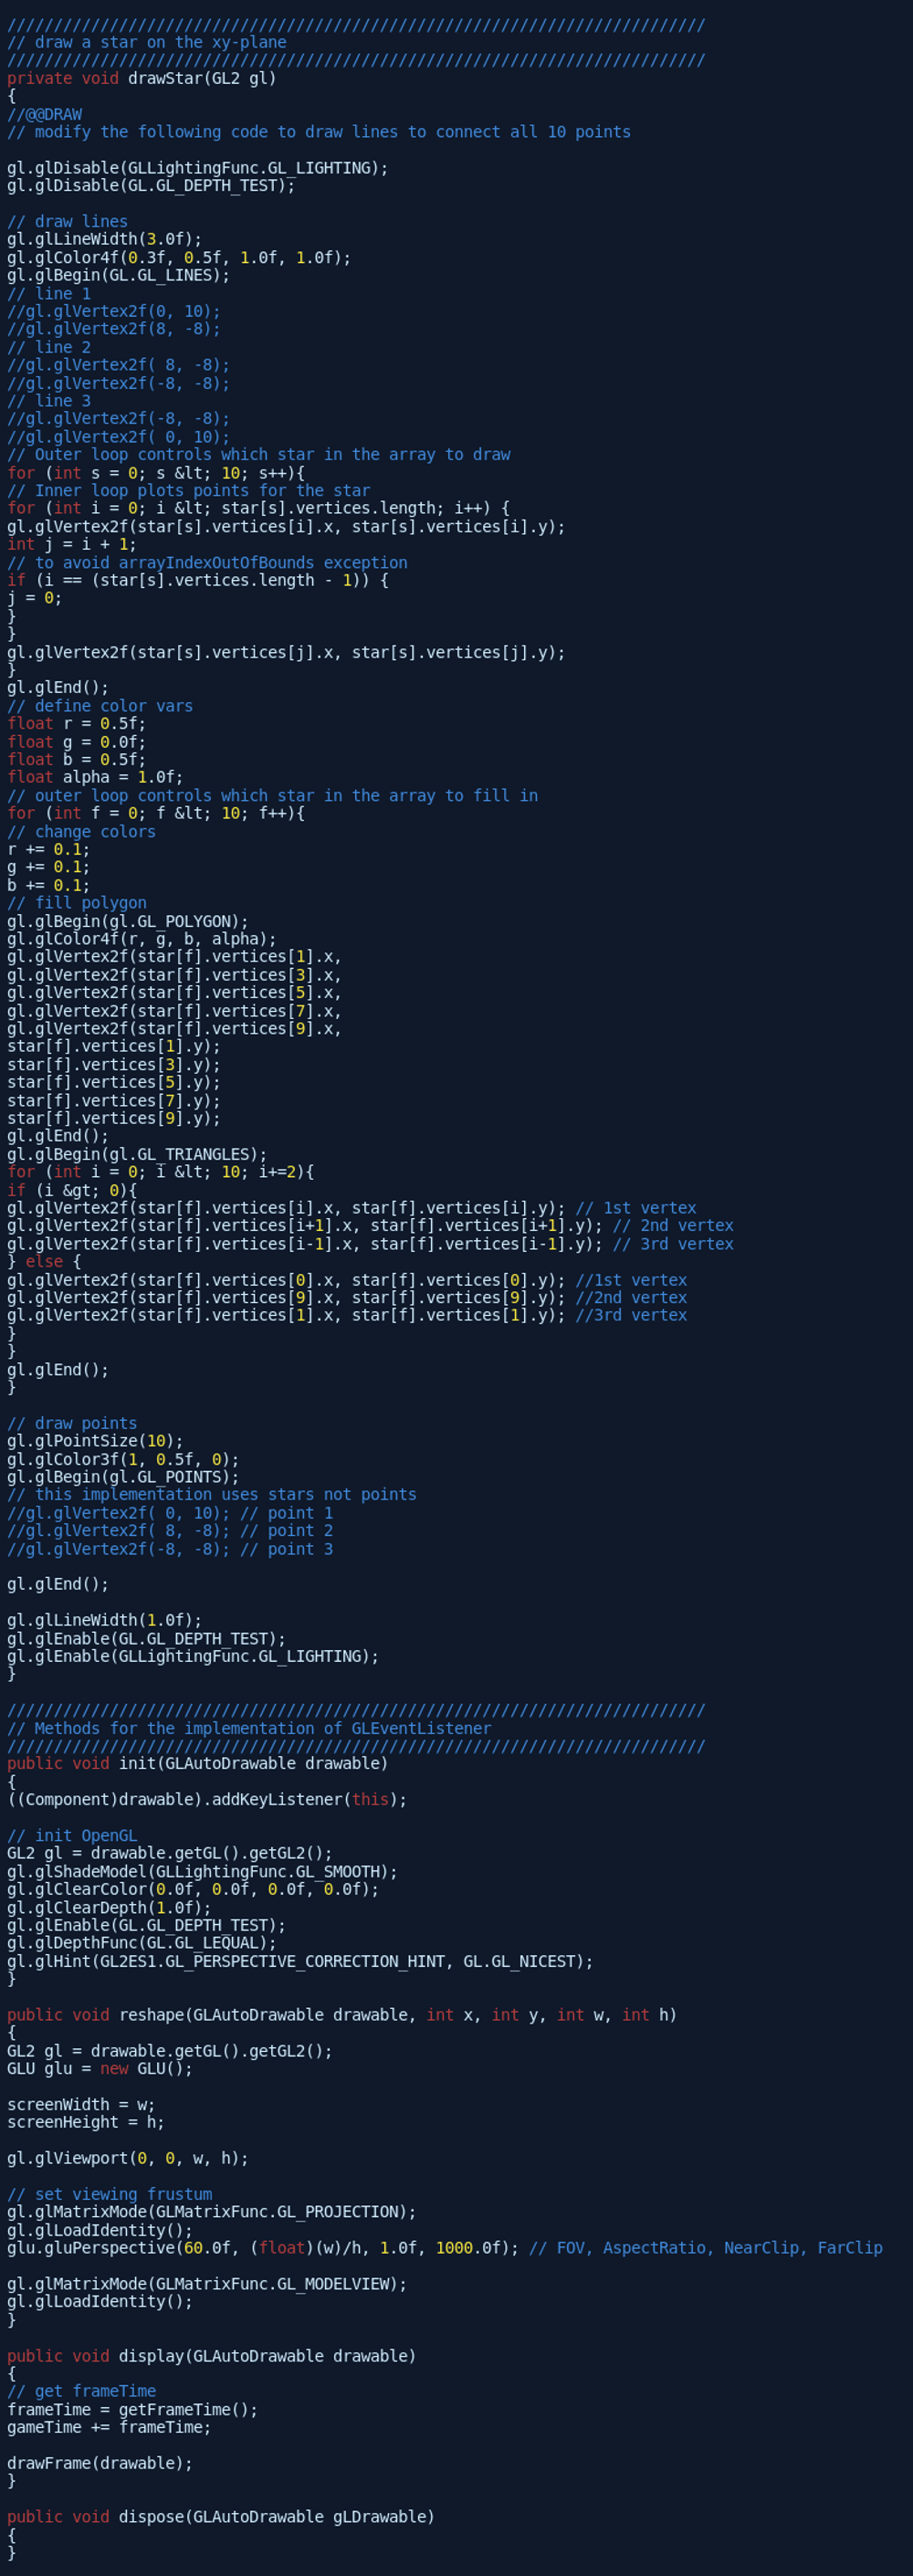 ///////////////////////////////////////////////////////////////////////////
// draw a star on the xy-plane
///////////////////////////////////////////////////////////////////////////
private void drawStar(GL2 gl)
{
//@@DRAW
// modify the following code to draw lines to connect all 10 points
gl.glDisable(GLLightingFunc.GL_LIGHTING);
gl.glDisable(GL.GL_DEPTH_TEST);
// draw lines
gl.glLineWidth(3.0f);
gl.glColor4f(0.3f, 0.5f, 1.0f, 1.0f);
gl.glBegin(GL.GL_LINES);
// line 1
//gl.glVertex2f(0, 10);
//gl.glVertex2f(8, -8);
// line 2
//gl.glVertex2f( 8, -8);
//gl.glVertex2f(-8, -8);
// line 3
//gl.glVertex2f(-8, -8);
//gl.glVertex2f( 0, 10);
// Outer loop controls which star in the array to draw
for (int s = 0; s &lt; 10; s++){
// Inner loop plots points for the star
for (int i = 0; i &lt; star[s].vertices.length; i++) {
gl.glVertex2f(star[s].vertices[i].x, star[s].vertices[i].y);
int j = i + 1;
// to avoid arrayIndexOutOfBounds exception
if (i == (star[s].vertices.length - 1)) {
j = 0;
}
}
gl.glVertex2f(star[s].vertices[j].x, star[s].vertices[j].y);
}
gl.glEnd();
// define color vars
float r = 0.5f;
float g = 0.0f;
float b = 0.5f;
float alpha = 1.0f;
// outer loop controls which star in the array to fill in
for (int f = 0; f &lt; 10; f++){
// change colors
r += 0.1;
g += 0.1;
b += 0.1;
// fill polygon
gl.glBegin(gl.GL_POLYGON);
gl.glColor4f(r, g, b, alpha);
gl.glVertex2f(star[f].vertices[1].x,
gl.glVertex2f(star[f].vertices[3].x,
gl.glVertex2f(star[f].vertices[5].x,
gl.glVertex2f(star[f].vertices[7].x,
gl.glVertex2f(star[f].vertices[9].x,
star[f].vertices[1].y);
star[f].vertices[3].y);
star[f].vertices[5].y);
star[f].vertices[7].y);
star[f].vertices[9].y);
gl.glEnd();
gl.glBegin(gl.GL_TRIANGLES);
for (int i = 0; i &lt; 10; i+=2){
if (i &gt; 0){
gl.glVertex2f(star[f].vertices[i].x, star[f].vertices[i].y); // 1st vertex
gl.glVertex2f(star[f].vertices[i+1].x, star[f].vertices[i+1].y); // 2nd vertex
gl.glVertex2f(star[f].vertices[i-1].x, star[f].vertices[i-1].y); // 3rd vertex
} else {
gl.glVertex2f(star[f].vertices[0].x, star[f].vertices[0].y); //1st vertex
gl.glVertex2f(star[f].vertices[9].x, star[f].vertices[9].y); //2nd vertex
gl.glVertex2f(star[f].vertices[1].x, star[f].vertices[1].y); //3rd vertex
}
}
gl.glEnd();
}
// draw points
gl.glPointSize(10);
gl.glColor3f(1, 0.5f, 0);
gl.glBegin(gl.GL_POINTS);
// this implementation uses stars not points
//gl.glVertex2f( 0, 10); // point 1
//gl.glVertex2f( 8, -8); // point 2
//gl.glVertex2f(-8, -8); // point 3
gl.glEnd();
gl.glLineWidth(1.0f);
gl.glEnable(GL.GL_DEPTH_TEST);
gl.glEnable(GLLightingFunc.GL_LIGHTING);
}
///////////////////////////////////////////////////////////////////////////
// Methods for the implementation of GLEventListener
///////////////////////////////////////////////////////////////////////////
public void init(GLAutoDrawable drawable)
{
((Component)drawable).addKeyListener(this);
// init OpenGL
GL2 gl = drawable.getGL().getGL2();
gl.glShadeModel(GLLightingFunc.GL_SMOOTH);
gl.glClearColor(0.0f, 0.0f, 0.0f, 0.0f);
gl.glClearDepth(1.0f);
gl.glEnable(GL.GL_DEPTH_TEST);
gl.glDepthFunc(GL.GL_LEQUAL);
gl.glHint(GL2ES1.GL_PERSPECTIVE_CORRECTION_HINT, GL.GL_NICEST);
}
public void reshape(GLAutoDrawable drawable, int x, int y, int w, int h)
{
GL2 gl = drawable.getGL().getGL2();
GLU glu = new GLU();
screenWidth = w;
screenHeight = h;
gl.glViewport(0, 0, w, h);
// set viewing frustum
gl.glMatrixMode(GLMatrixFunc.GL_PROJECTION);
gl.glLoadIdentity();
glu.gluPerspective(60.0f, (float)(w)/h, 1.0f, 1000.0f); // FOV, AspectRatio, NearClip, FarClip
gl.glMatrixMode(GLMatrixFunc.GL_MODELVIEW);
gl.glLoadIdentity();
}
public void display(GLAutoDrawable drawable)
{
// get frameTime
frameTime = getFrameTime();
gameTime += frameTime;
drawFrame(drawable);
}
public void dispose(GLAutoDrawable gLDrawable)
{
}